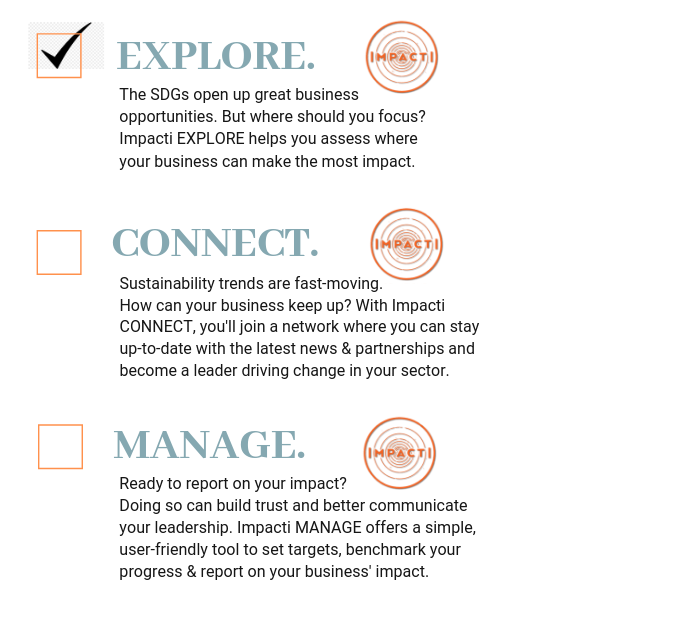 EXPLORE.
IMPACTI
The SDGs open up great business
opportunities. But where should you focus?
Impacti EXPLORE helps you assess where
your business can make the most impact.
CONNECT.
IMPACTI
Sustainability trends are fast-moving.
How can your business keep up? With Impacti
CONNECT, you'll join a network where you can stay
up-to-date with the latest news & partnerships and
become a leader driving change in your sector.
MANAGE.
IMPACTI
Ready to report on your impact?
Doing so can build trust and better communicate
your leadership. Impacti MANAGE offers a simple,
user-friendly tool to set targets, benchmark your
progress & report on your business' impact.